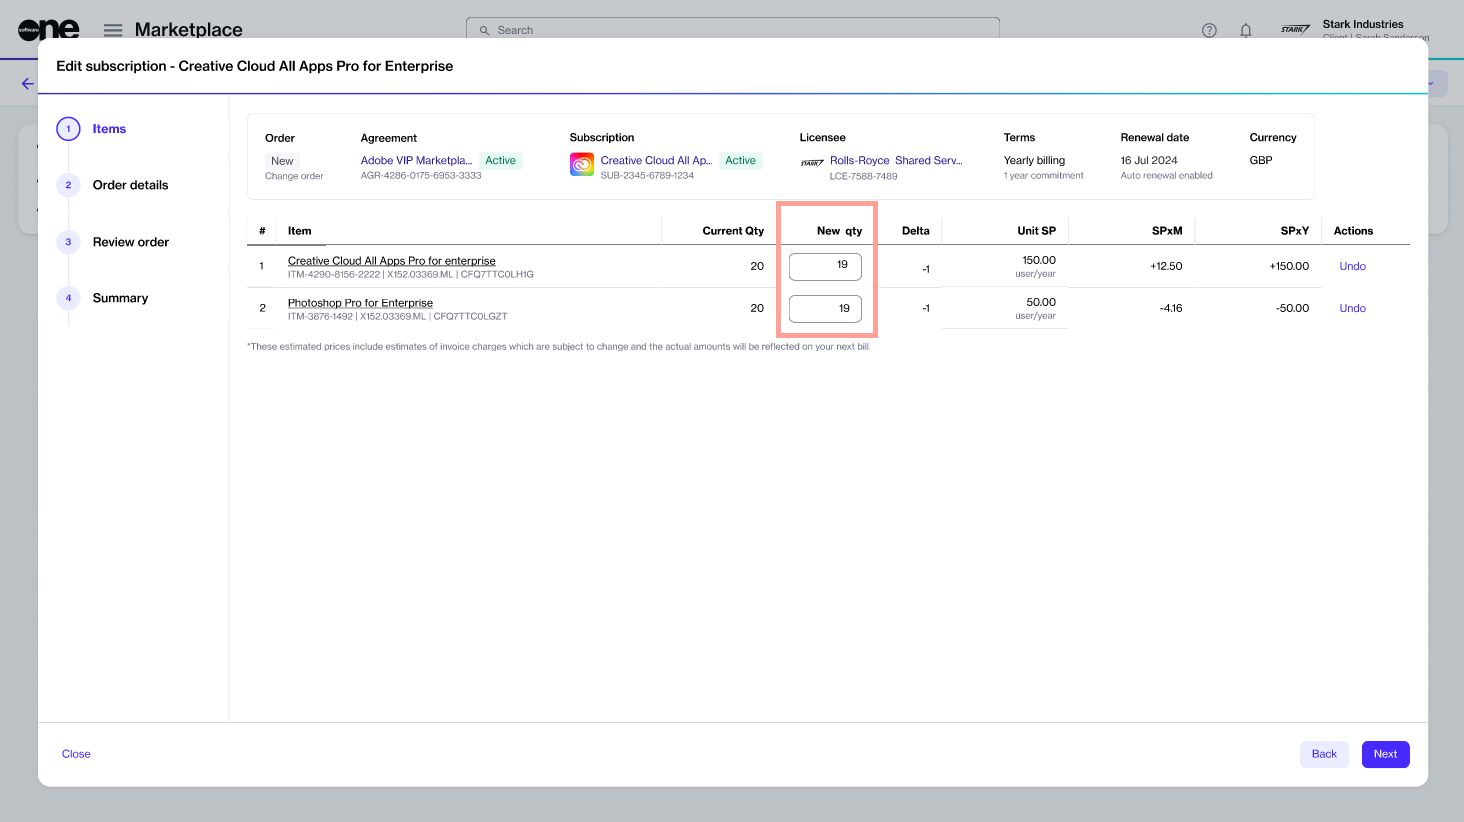 software
one
Marketplace
Search
STARK
Stark Industries
Client | Sarah Sanderson
Edit subscription - Creative Cloud All Apps Pro for Enterprise
1 Items
2 Order details
3 Review order
4 Summary
Order Agreement Subscription Licensee Terms Renewal date Currency
New Adobe VIP Marketpla... Active Creative Cloud All Ap... Active STARK Rolls-Royce Shared Serv... Yearly billing 16 Jul 2024 GBP
Change order AGR-4286-0175-6953-3333 SUB-2345-6789-1234 LCE-7588-7489 1 year commitment Auto renewal enabled
# Item Current Qty New qty Delta Unit SP SPxM SPxY Actions
1 Creative Cloud All Apps Pro for enterprise 20 19 -1 150.00 +12.50 +150.00 Undo
ITM-4290-8156-2222 | X152.03369.ML | CFQ7TTC0LH1G user/year
2 Photoshop Pro for Enterprise 20 19 -1 50.00 -4.16 -50.00 Undo
ITM-3876-1492 | X152.03369.ML | CFQ7TTC0LGZT user/year
*These estimated prices include estimates of invoice charges which are subject to change and the actual amounts will be reflected on your next bill.
Close Back Next